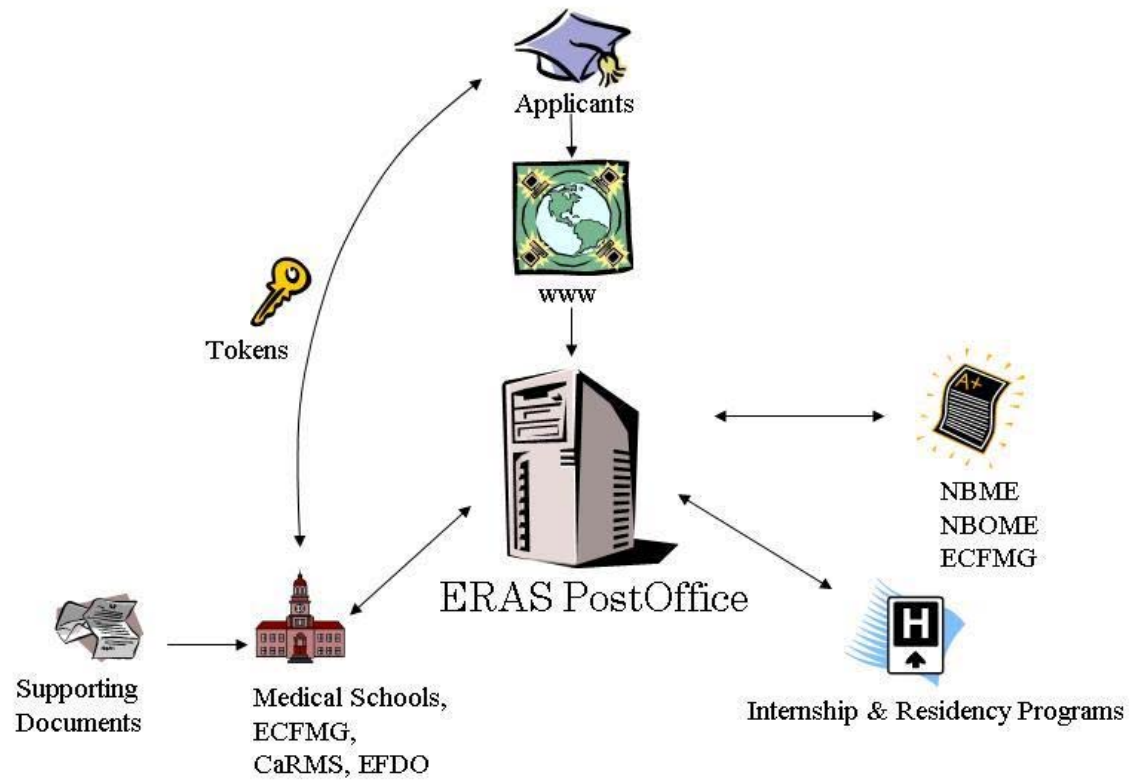 Applicants
www
Tokens
A+
NBME
NBOME
ECFMG
ERAS PostOffice
H
Supporting
Documents
Medical Schools,
ECFMG,
CaRMS, EFDO
Internship & Residency Programs